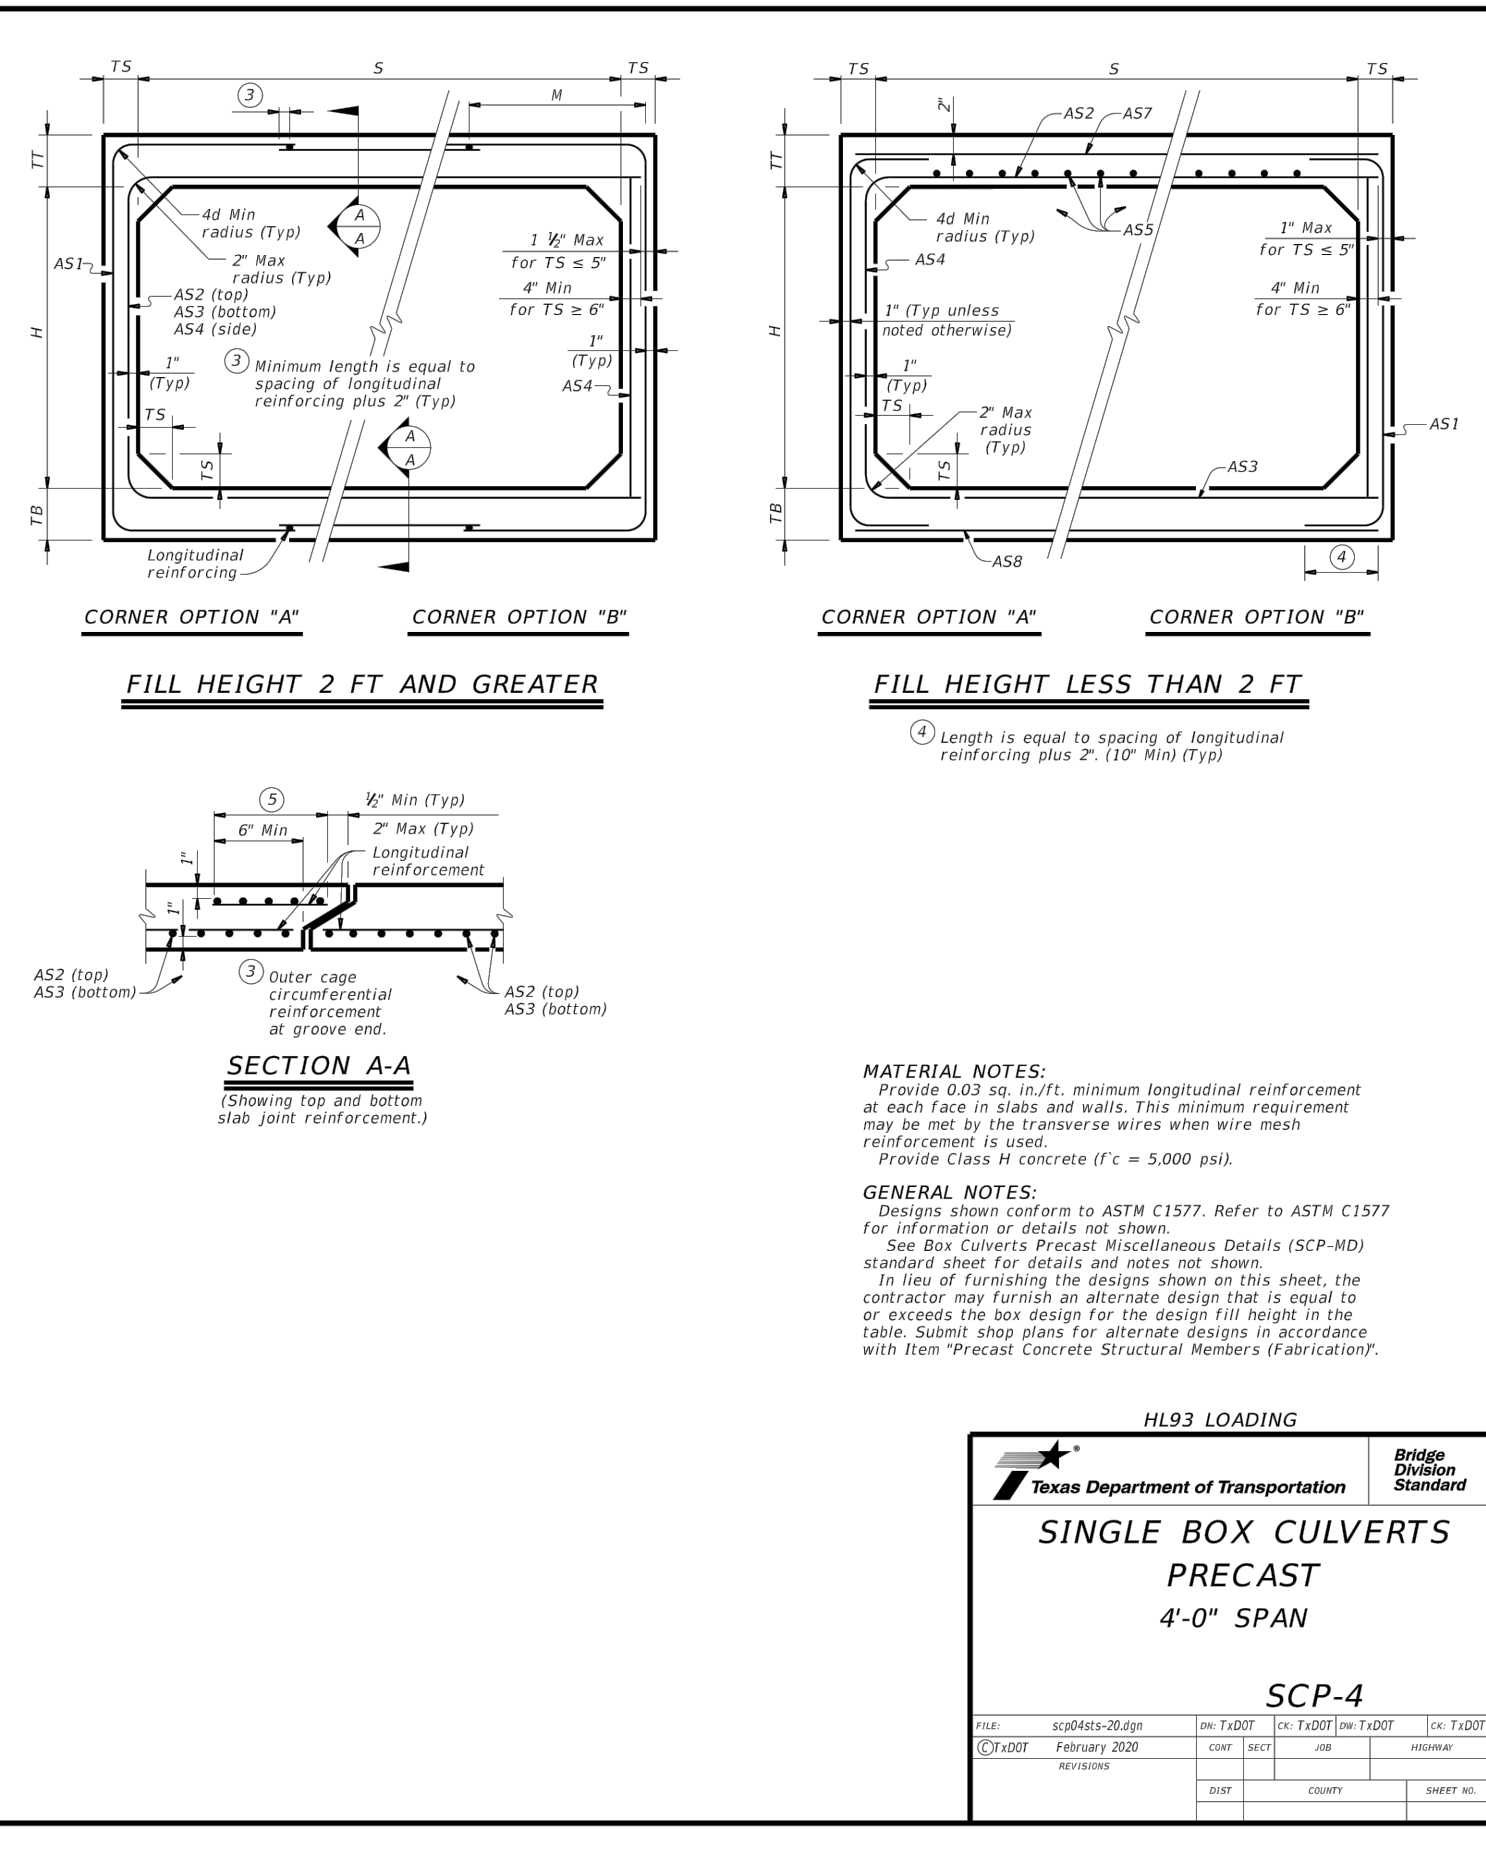 TS
S
TS
3
M
TT
H
TB
4d Min
radius (Typ)
2" Max
radius (Typ)
AS1
AS2 (top)
AS3 (bottom)
AS4 (side)
A
A
1 1/2" Max
for TS ≤ 5"
4" Min
for TS ≥ 6"
1"
(Typ)
3 Minimum length is equal to
spacing of longitudinal
reinforcing plus 2" (Typ)
1"
(Typ)
AS4
TS
TS
A
A
Longitudinal
reinforcing
CORNER OPTION "A"
CORNER OPTION "B"
FILL HEIGHT 2 FT AND GREATER
TS
S
TS
2"
AS2
AS7
TT
H
TB
4d Min
radius (Typ)
AS5
AS4
1" Max
for TS ≤ 5"
4" Min
for TS ≥ 6"
1" (Typ unless
noted otherwise)
1"
(Typ)
TS
TS
2" Max
radius
(Typ)
AS1
AS3
AS8
4
CORNER OPTION "A"
CORNER OPTION "B"
FILL HEIGHT LESS THAN 2 FT
4 Length is equal to spacing of longitudinal
reinforcing plus 2". (10" Min) (Typ)
5
1/2" Min (Typ)
2" Max (Typ)
6" Min
Longitudinal
reinforcement
1"
1"
AS2 (top)
AS3 (bottom)
3 Outer cage
circumferential
reinforcement
at groove end.
AS2 (top)
AS3 (bottom)
SECTION A-A
(Showing top and bottom
slab joint reinforcement.)
MATERIAL NOTES:
Provide 0.03 sq. in./ft. minimum longitudinal reinforcement
at each face in slabs and walls. This minimum requirement
may be met by the transverse wires when wire mesh
reinforcement is used.
Provide Class H concrete (f`c = 5,000 psi).
GENERAL NOTES:
Designs shown conform to ASTM C1577. Refer to ASTM C1577
for information or details not shown.
See Box Culverts Precast Miscellaneous Details (SCP-MD)
standard sheet for details and notes not shown.
In lieu of furnishing the designs shown on this sheet, the
contractor may furnish an alternate design that is equal to
or exceeds the box design for the design fill height in the
table. Submit shop plans for alternate designs in accordance
with Item "Precast Concrete Structural Members (Fabrication)".
HL93 LOADING
® Texas Department of Transportation
Bridge
Division
Standard
SINGLE BOX CULVERTS
PRECAST
4'-0" SPAN
SCP-4
FILE: scp04sts-20.dgn DN: TxDOT CK: TxDOT DW: TxDOT CK: TxDOT
©TxDOT February 2020 CONT SECT JOB HIGHWAY
REVISIONS
DIST COUNTY SHEET NO.